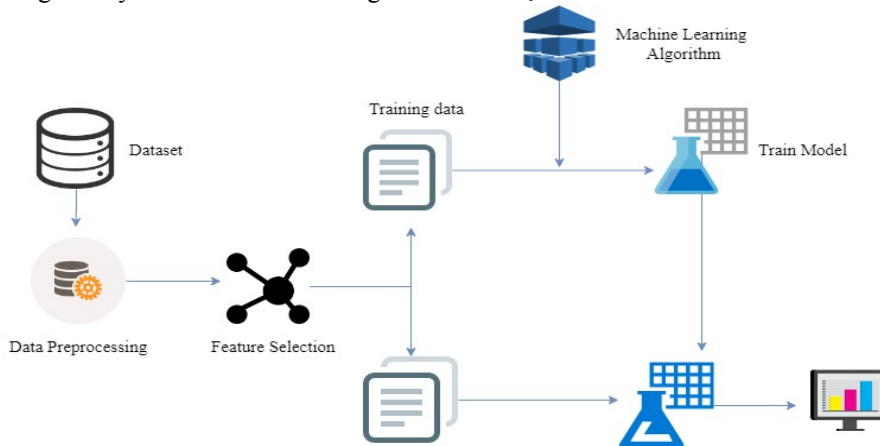 Machine Learning
Algorithm
Training data
Dataset
Train Model
Data Preprocessing
Feature Selection